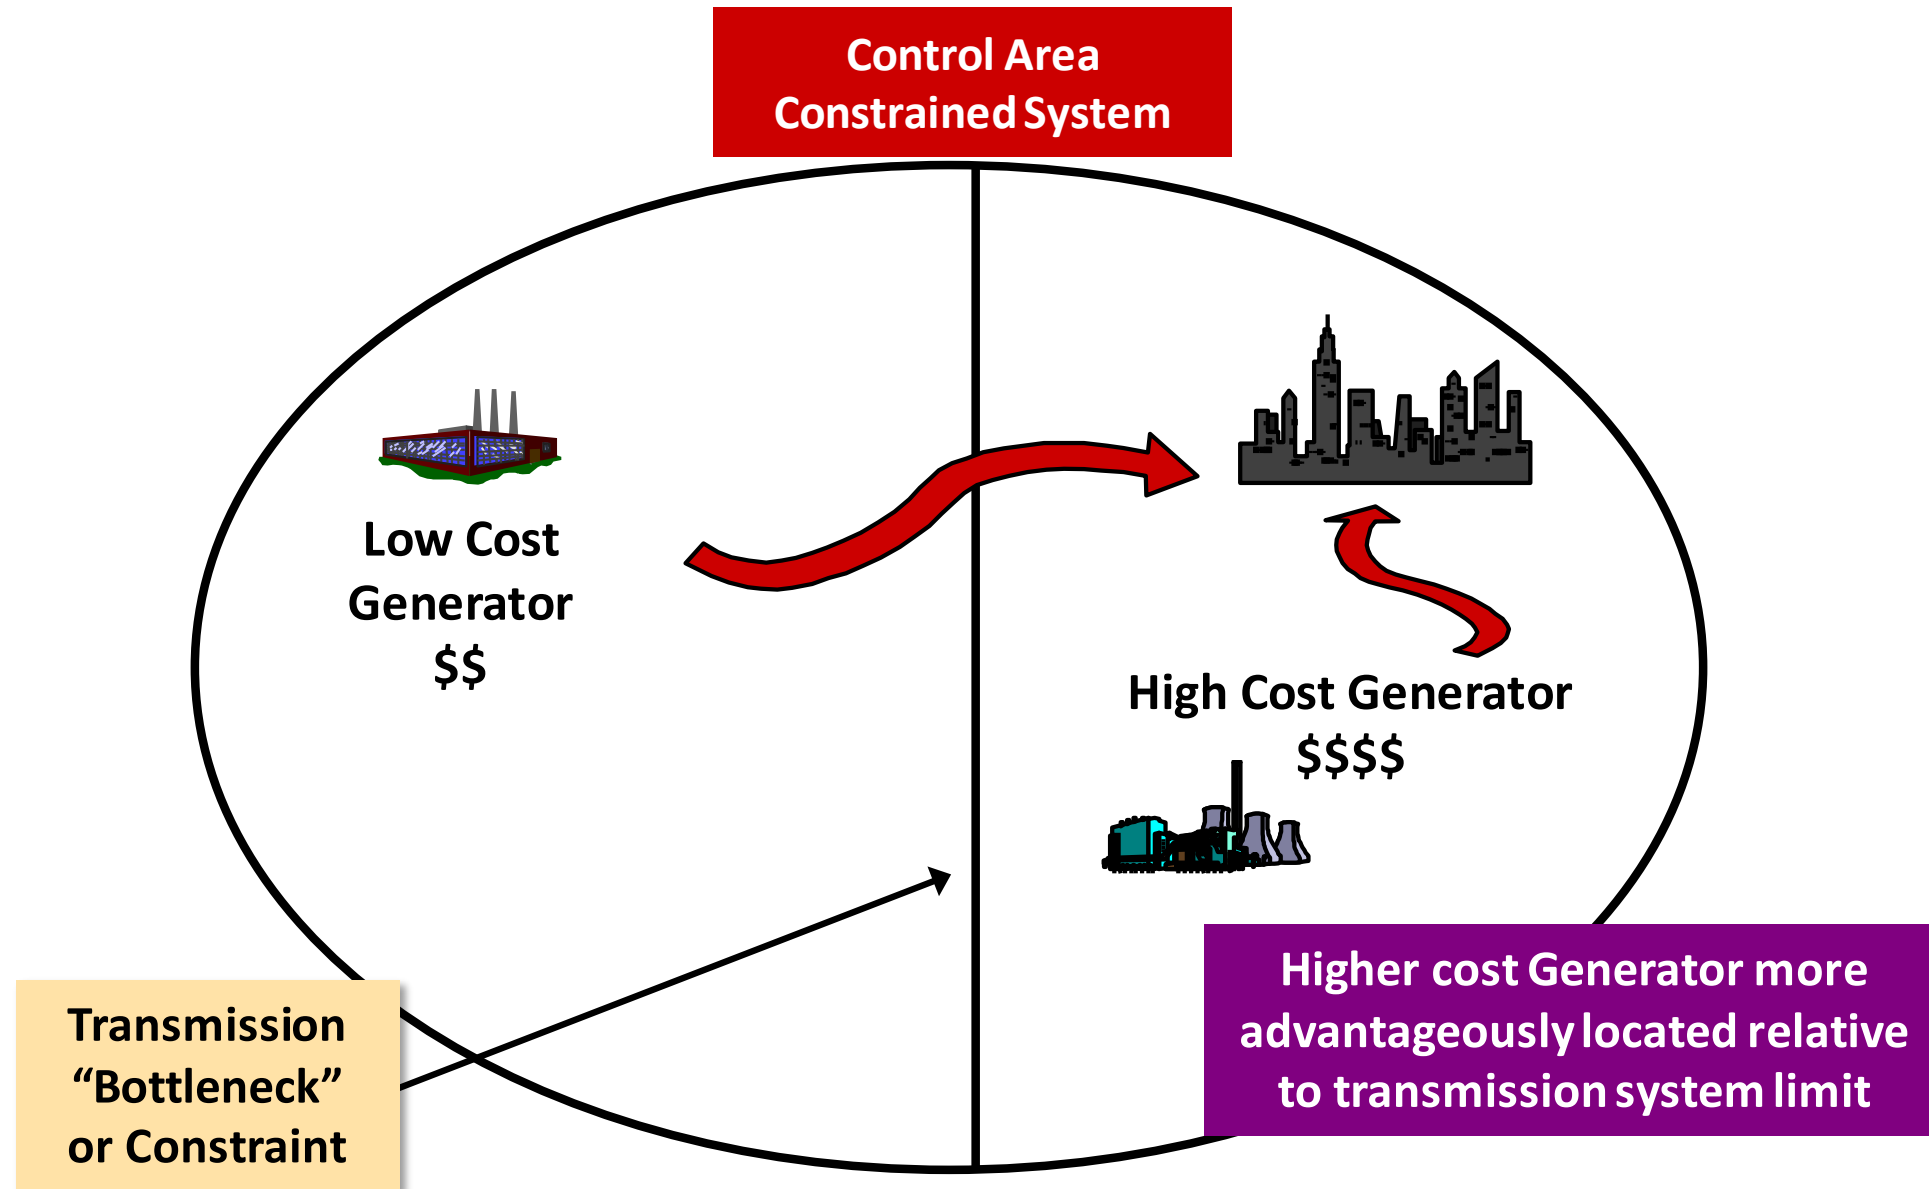 Control Area
Constrained System
Low Cost
Generator
$$
High Cost Generator
$$$$
Transmission
“Bottleneck”
or Constraint
Higher cost Generator more
advantageously located relative
to transmission system limit